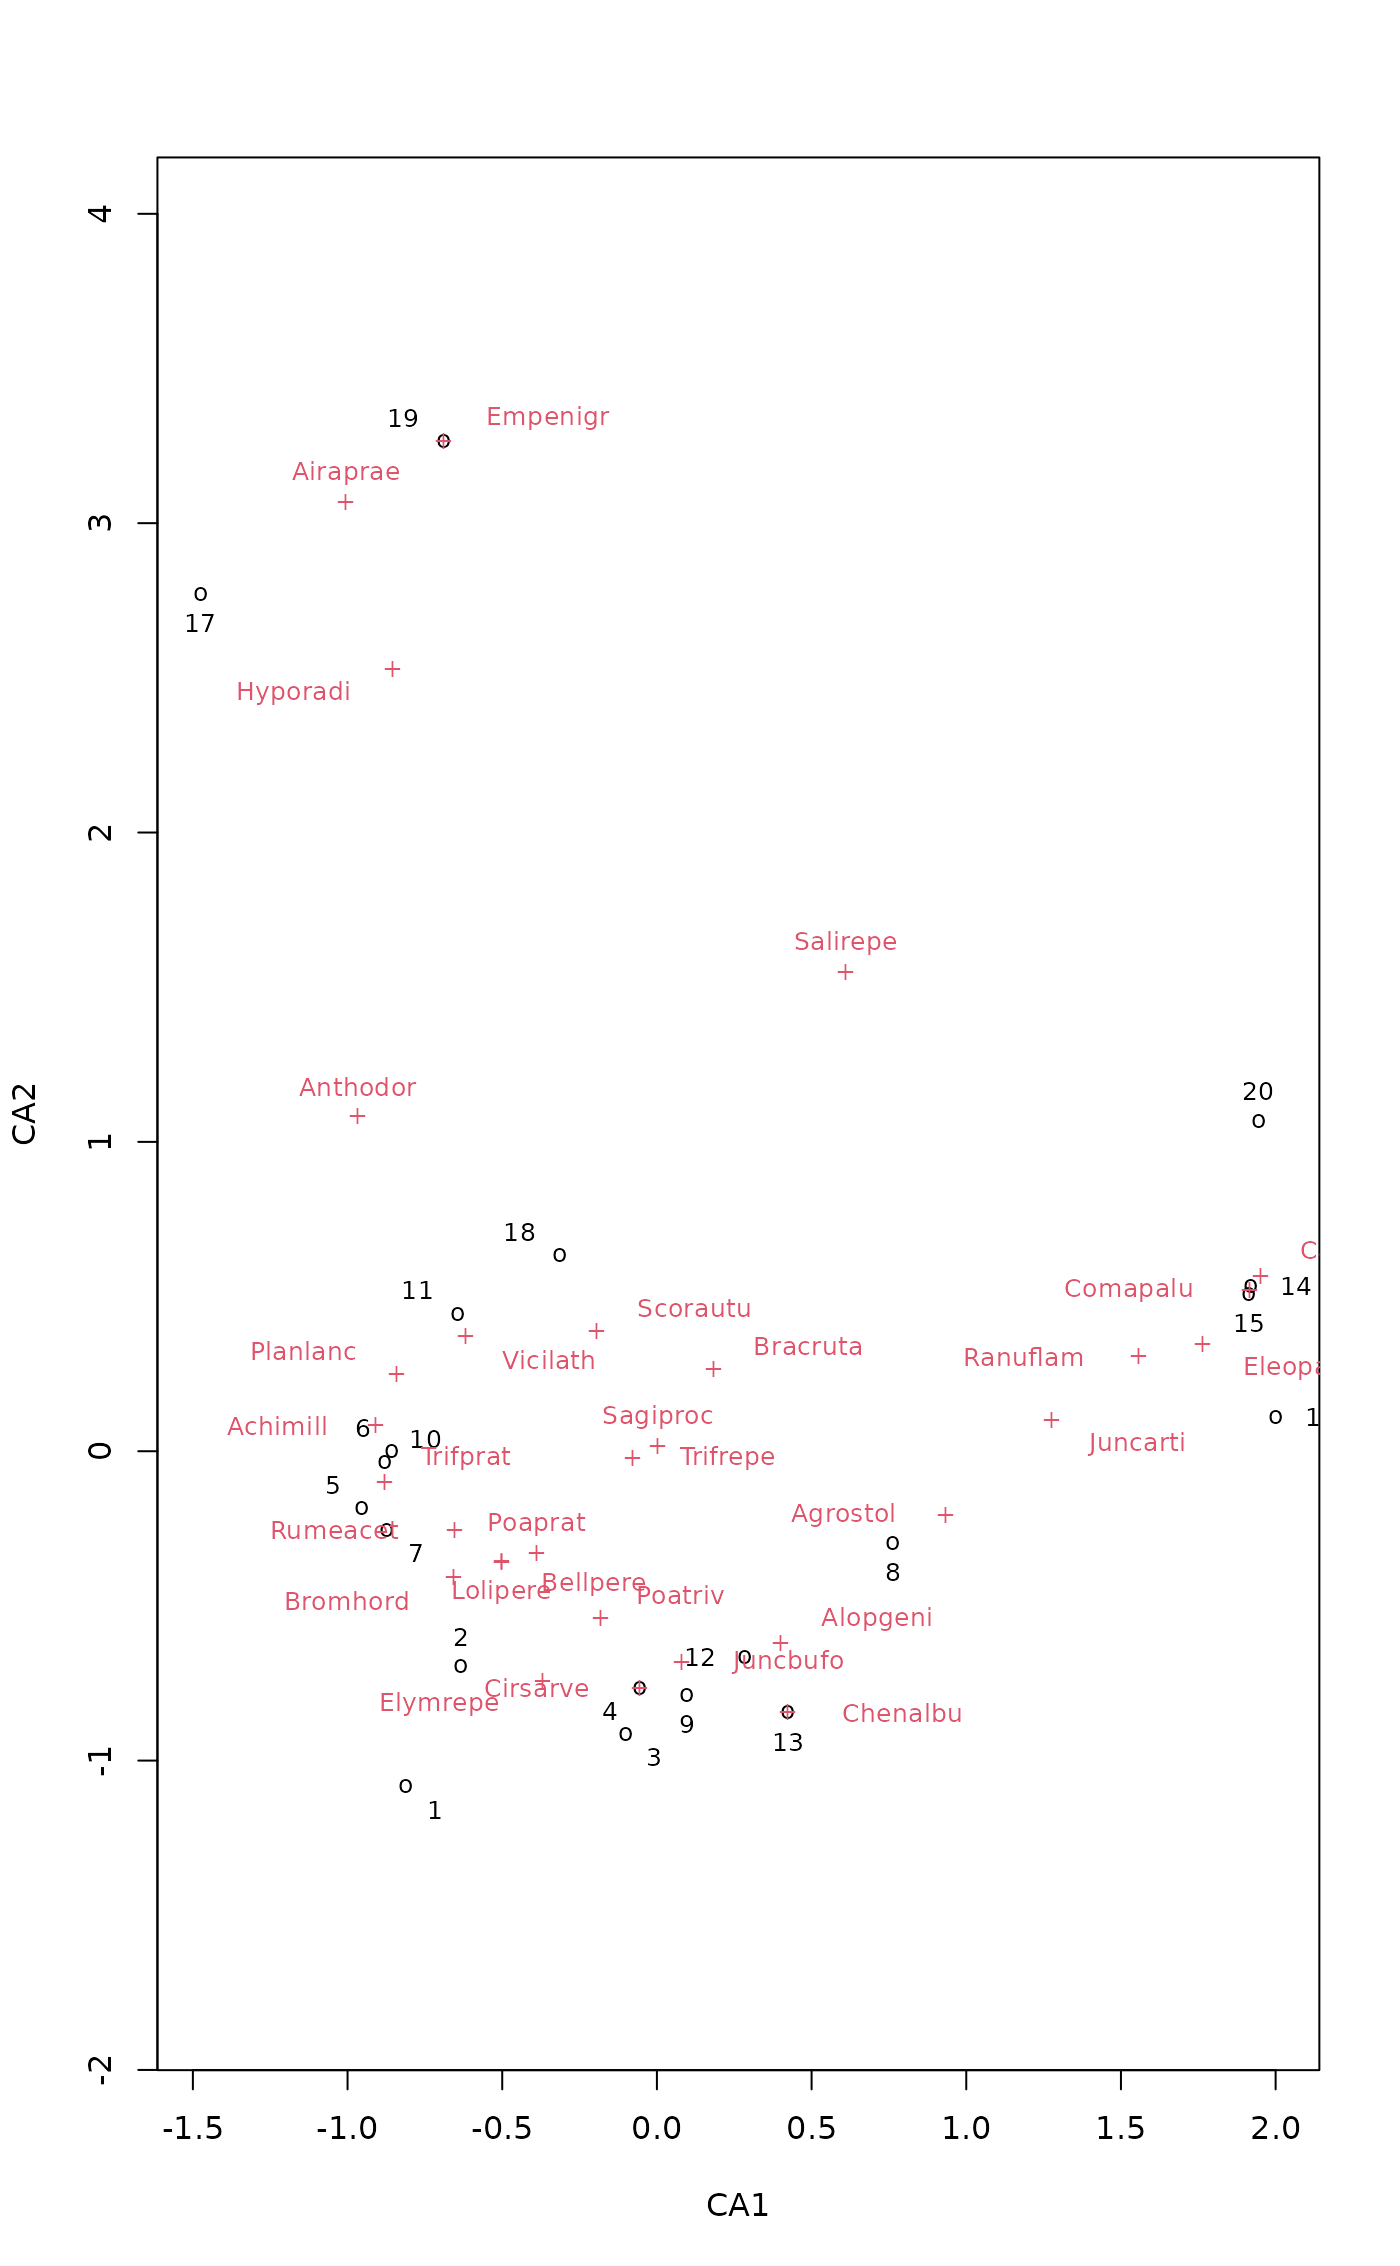 4
19
Empenigr
Airaprae
3
17
Hyporadi
2
Salirepe
Anthodor
20
1
CA2
18
C
11
Comapalu
14
Scorautu
15
Planlanc
Vicilath
Bracruta
Ranuflam
Eleopa
Achimill
6
10
Sagiproc
1
Juncarti
0
Trifprat
Trifrepe
5
Agrostol
Rumeacet
Poaprat
7
8
Bromhord
Lolipere
Bellpere
Poatriv
Alopgeni
2
12
Juncbufo
Elymrepe
Cirsarve
4
9
Chenalbu
13
3
-1
1
-2
-1.5 -1.0 -0.5 0.0 0.5 1.0 1.5 2.0
CA1